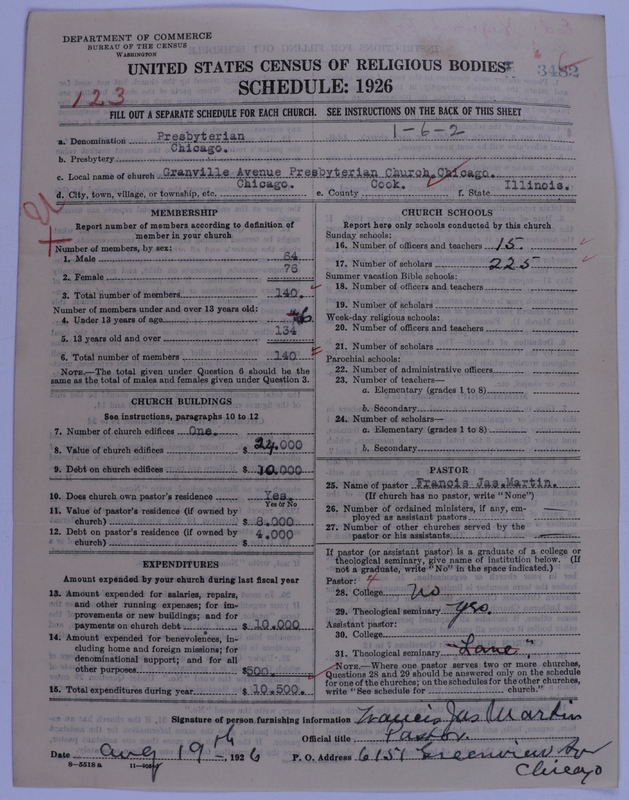 DEPARTMENT OF COMMERCE
BUREAU OF THE CENSUS
WASHINGTON
UNITED STATES CENSUS OF RELIGIOUS BODIES
3482
SCHEDULE: 1926
123
FILL OUT A SEPARATE SCHEDULE FOR EACH CHURCH. SEE INSTRUCTIONS ON THE BACK OF THIS SHEET
1-6-2
a. Denomination Presbyterian
b. Presbytery Chicago.
c. Local name of church Granville Avenue Presbyterian Church, Chicago.
d. City, town, village, or township, etc. Chicago. e. County Cook. f. State Illinois.
MEMBERSHIP
Report number of members according to definition of member in your church
Number of members, by sex:
1. Male 64
2. Female 76
3. Total number of members 140.
Number of members under and over 13 years old:
4. Under 13 years of age 6
5. 13 years old and over 134
6. Total number of members 140
NOTE.—The total given under Question 6 should be the same as the total of males and females given under Question 3.
CHURCH BUILDINGS
See instructions, paragraphs 10 to 12
7. Number of church edifices One.
8. Value of church edifices $ 24,000
9. Debt on church edifices $ 10.000
10. Does church own pastor's residence Yes.
Yes or No
11. Value of pastor's residence (if owned by church) $ 8.000
12. Debt on pastor's residence (if owned by church) $ 4.000
EXPENDITURES
Amount expended by your church during last fiscal year
13. Amount expended for salaries, repairs, and other running expenses; for improvements or new buildings; and for payments on church debt $ 10.000
14. Amount expended for benevolences, including home and foreign missions; for denominational support; and for all other purposes $500.
15. Total expenditures during year $ 10.500.
CHURCH SCHOOLS
Report here only schools conducted by this church
Sunday schools:
16. Number of officers and teachers 15.
17. Number of scholars 225
Summer vacation Bible schools:
18. Number of officers and teachers
19. Number of scholars
Week-day religious schools:
20. Number of officers and teachers
21. Number of scholars
Parochial schools:
22. Number of administrative officers
23. Number of teachers—
a. Elementary (grades 1 to 8)
b. Secondary
24. Number of scholars—
a. Elementary (grades 1 to 8)
b. Secondary
PASTOR
25. Name of pastor Francis Jas.Martin.
(If church has no pastor, write "None")
26. Number of ordained ministers, if any, employed as assistant pastors
27. Number of other churches served by the pastor or his assistants
If pastor (or assistant pastor) is a graduate of a college or theological seminary, give name of institution below. (If not a graduate, write "No" in the space indicated.)
Pastor:
28. College no
29. Theological seminary yes.
Assistant pastor:
30. College
31. Theological seminary "Lane"
NOTE.—Where one pastor serves two or more churches, Questions 28 and 29 should be answered only on the schedule for one of the churches; on the schedules for the other churches, write "See schedule for church."
Signature of person furnishing information Francis Jas Martin
Official title Pastor.
Date Aug 19th, 1926 P. O. Address 6151 Greenview Av
Chicago
8—5518 a